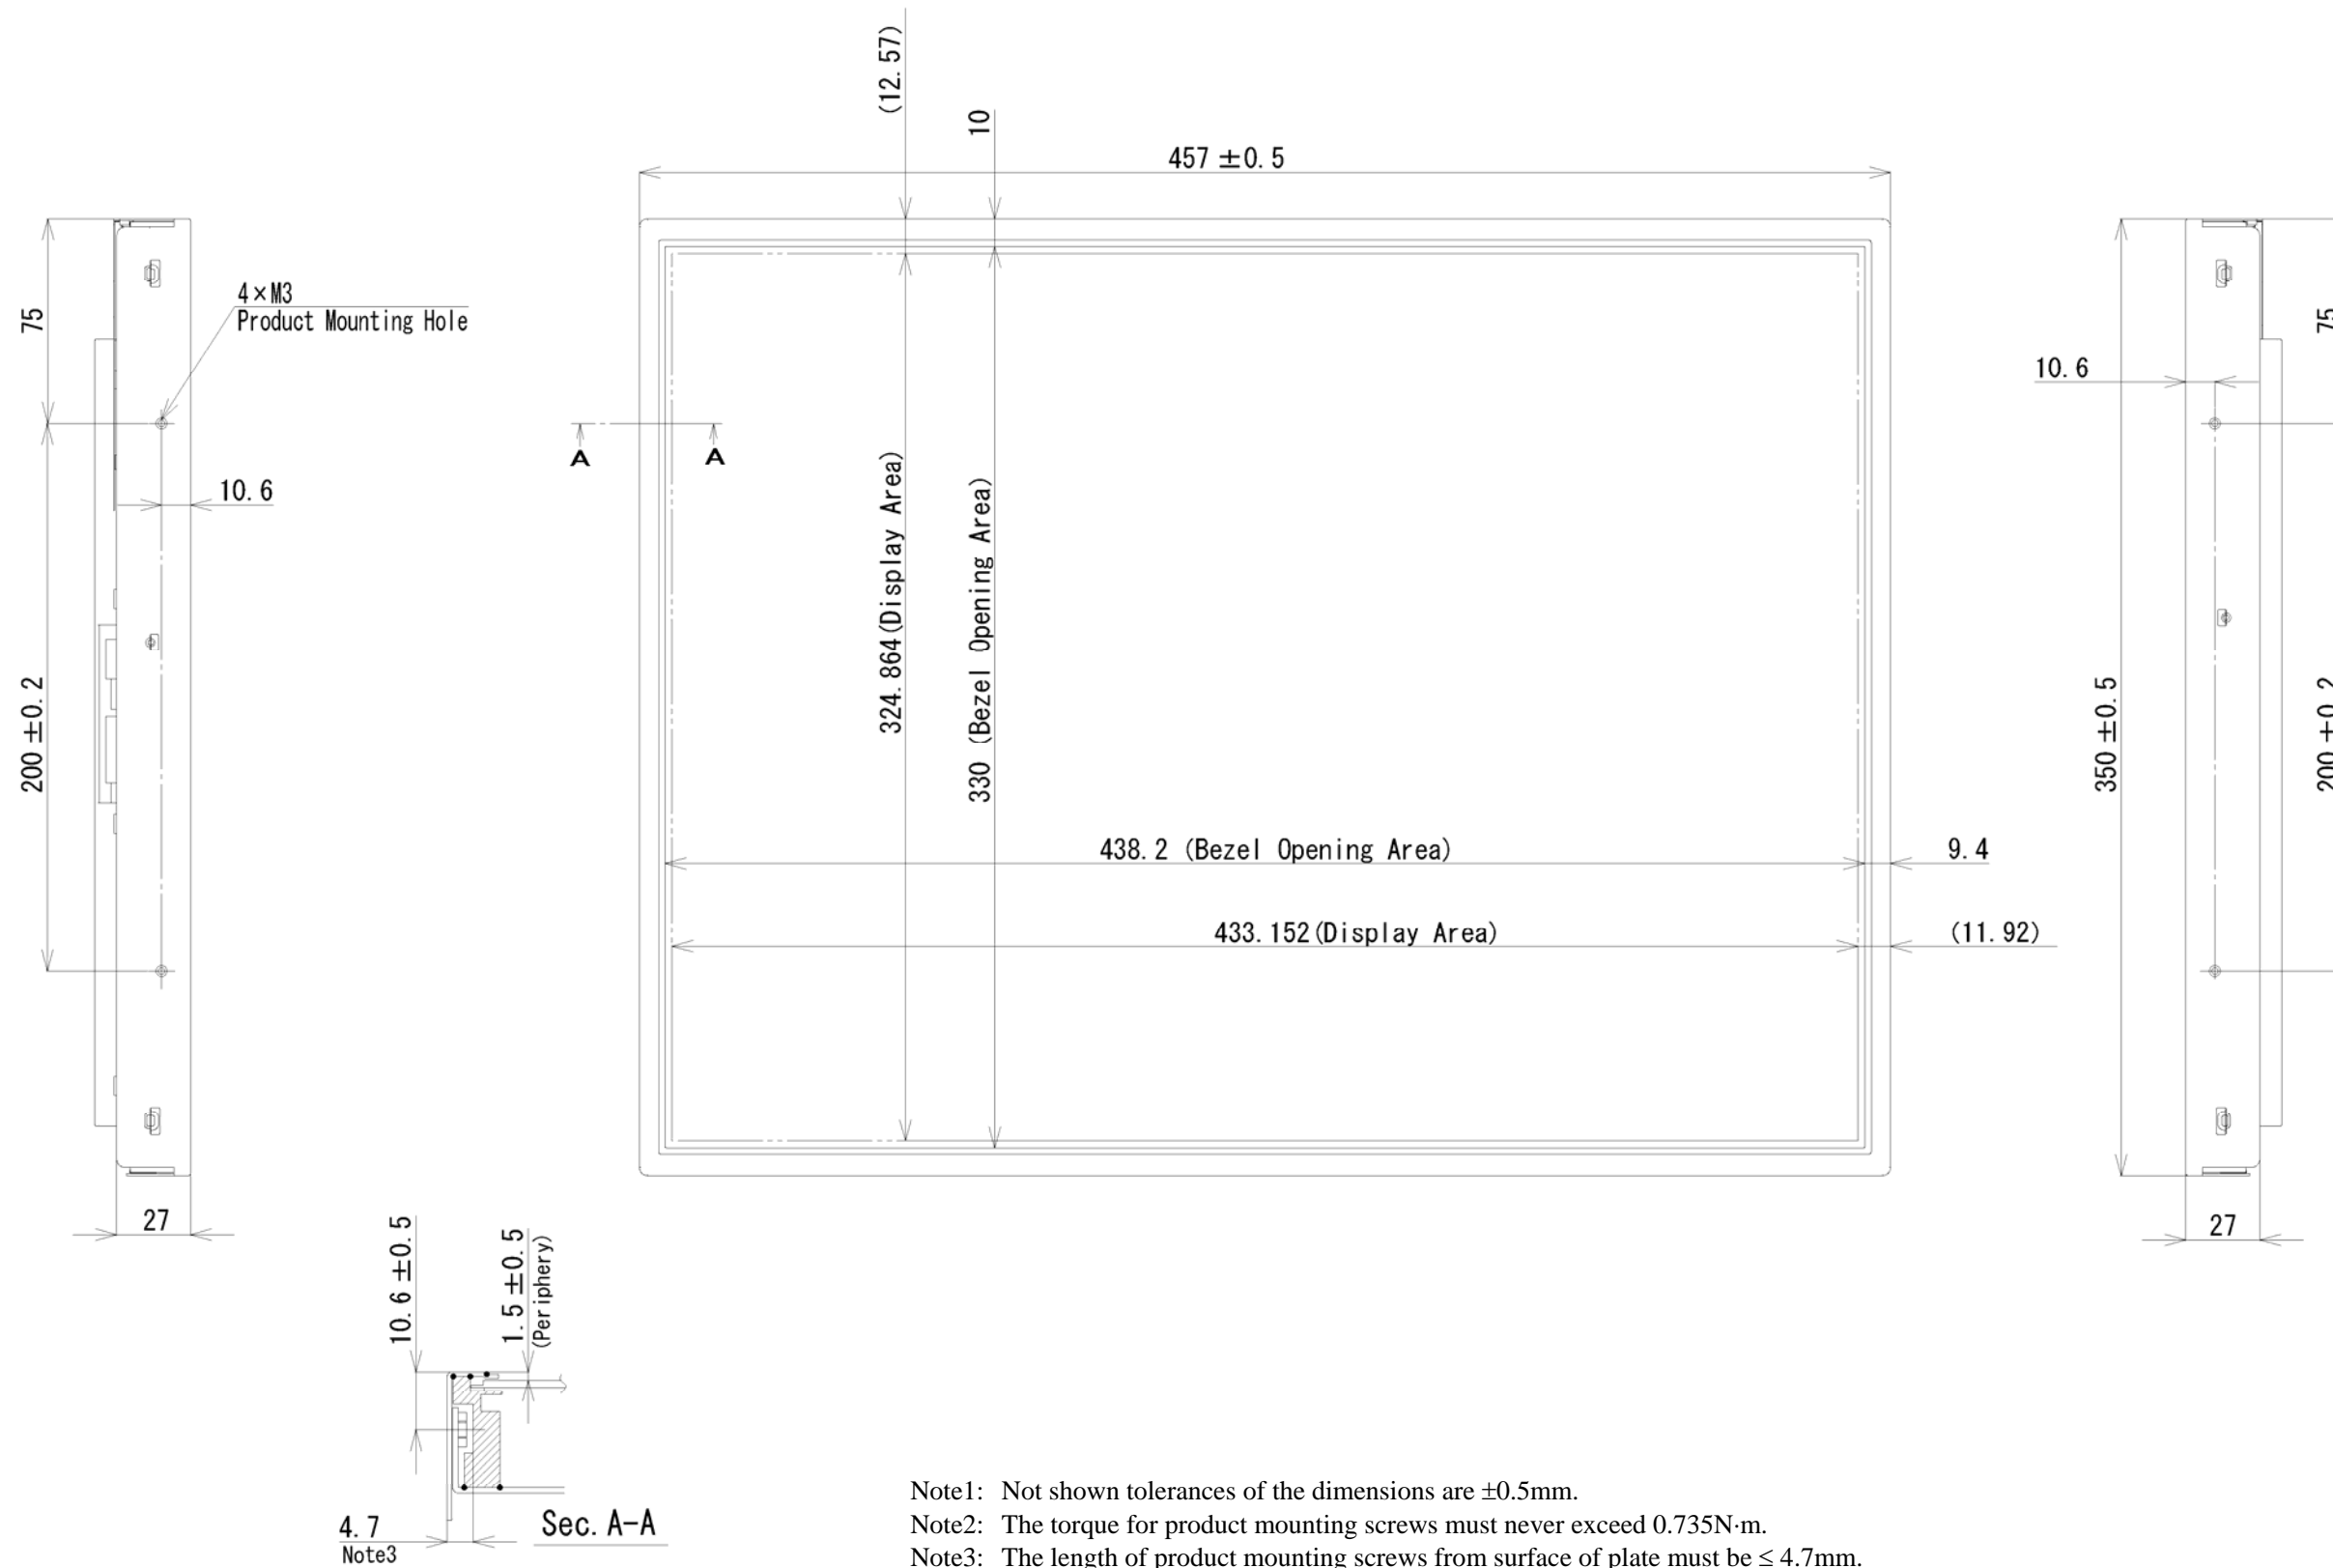 (12.57)
10
457 ±0.5
75
4×M3
Product Mounting Hole
10.6
200 ±0.2
A
A
324.864(Display Area)
330 (Bezel Opening Area)
438.2 (Bezel Opening Area)
9.4
433.152(Display Area)
(11.92)
75
10.6
350 ±0.5
200 ±0.2
27
27
10.6 ±0.5
1.5 ±0.5
(Periphery)
4.7
Note3
Sec. A-A
Note1: Not shown tolerances of the dimensions are ±0.5mm.
Note2: The torque for product mounting screws must never exceed 0.735N·m.
Note3: The length of product mounting screws from surface of plate must be ≤ 4.7mm.